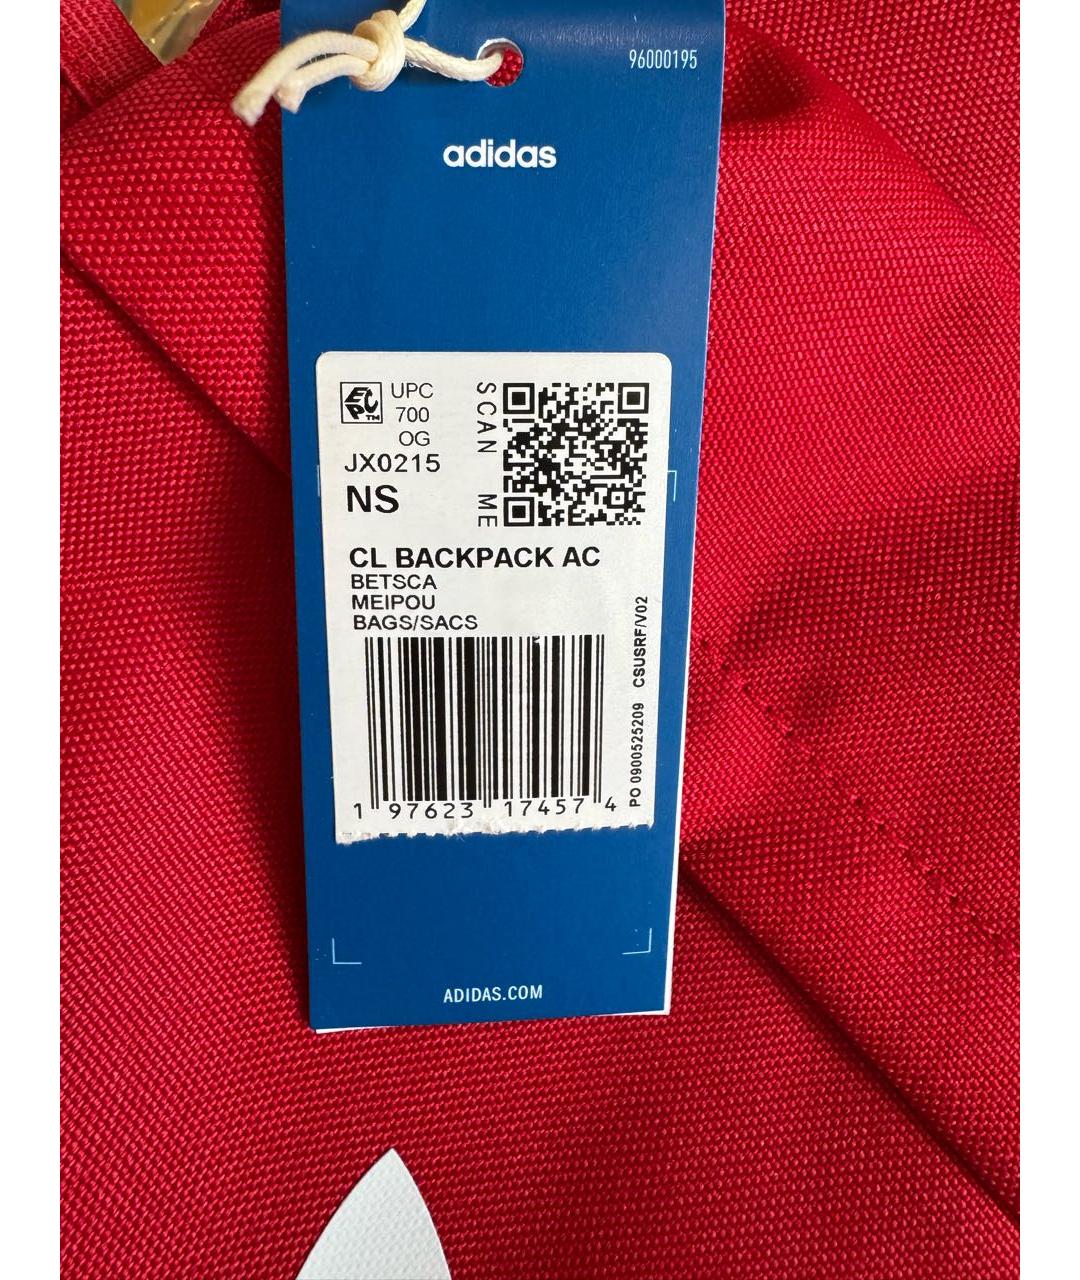 96000195
adidas
UPC
700
OG
JX0215
NS
SCAN ME
CL BACKPACK AC
BETSCA
MEIPOU
BAGS/SACS
PO 0900525209 CSUSRF/V02
1 97623 17457 4
ADIDAS.COM